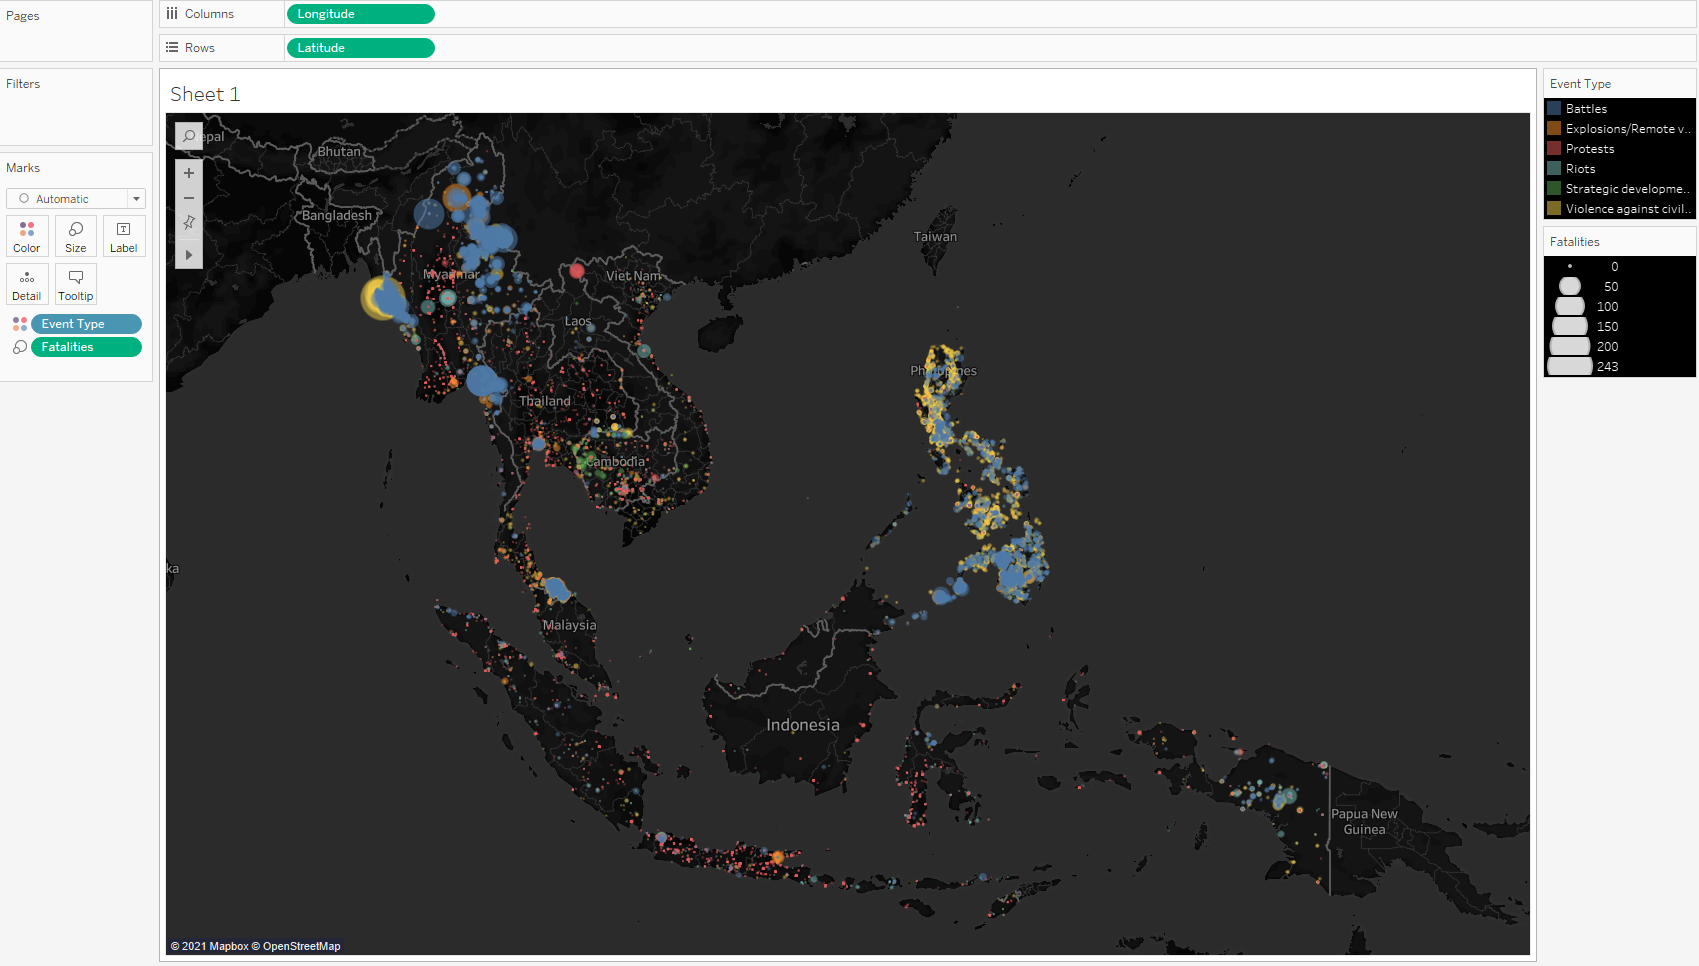 Pages
Columns
Longitude
Rows
Latitude
Filters
Marks
Automatic
Color
Size
Label
Detail
Tooltip
Event Type
Fatalities
Sheet 1
epal
Bhutan
Bangladesh
Myanmar
Viet Nam
Laos
Thailand
Cambodia
Taiwan
Philippines
ka
Malaysia
Indonesia
Papua New
Guinea
© 2021 Mapbox © OpenStreetMap
Event Type
Battles
Explosions/Remote v..
Protests
Riots
Strategic developme..
Violence against civil..
Fatalities
0
50
100
150
200
243